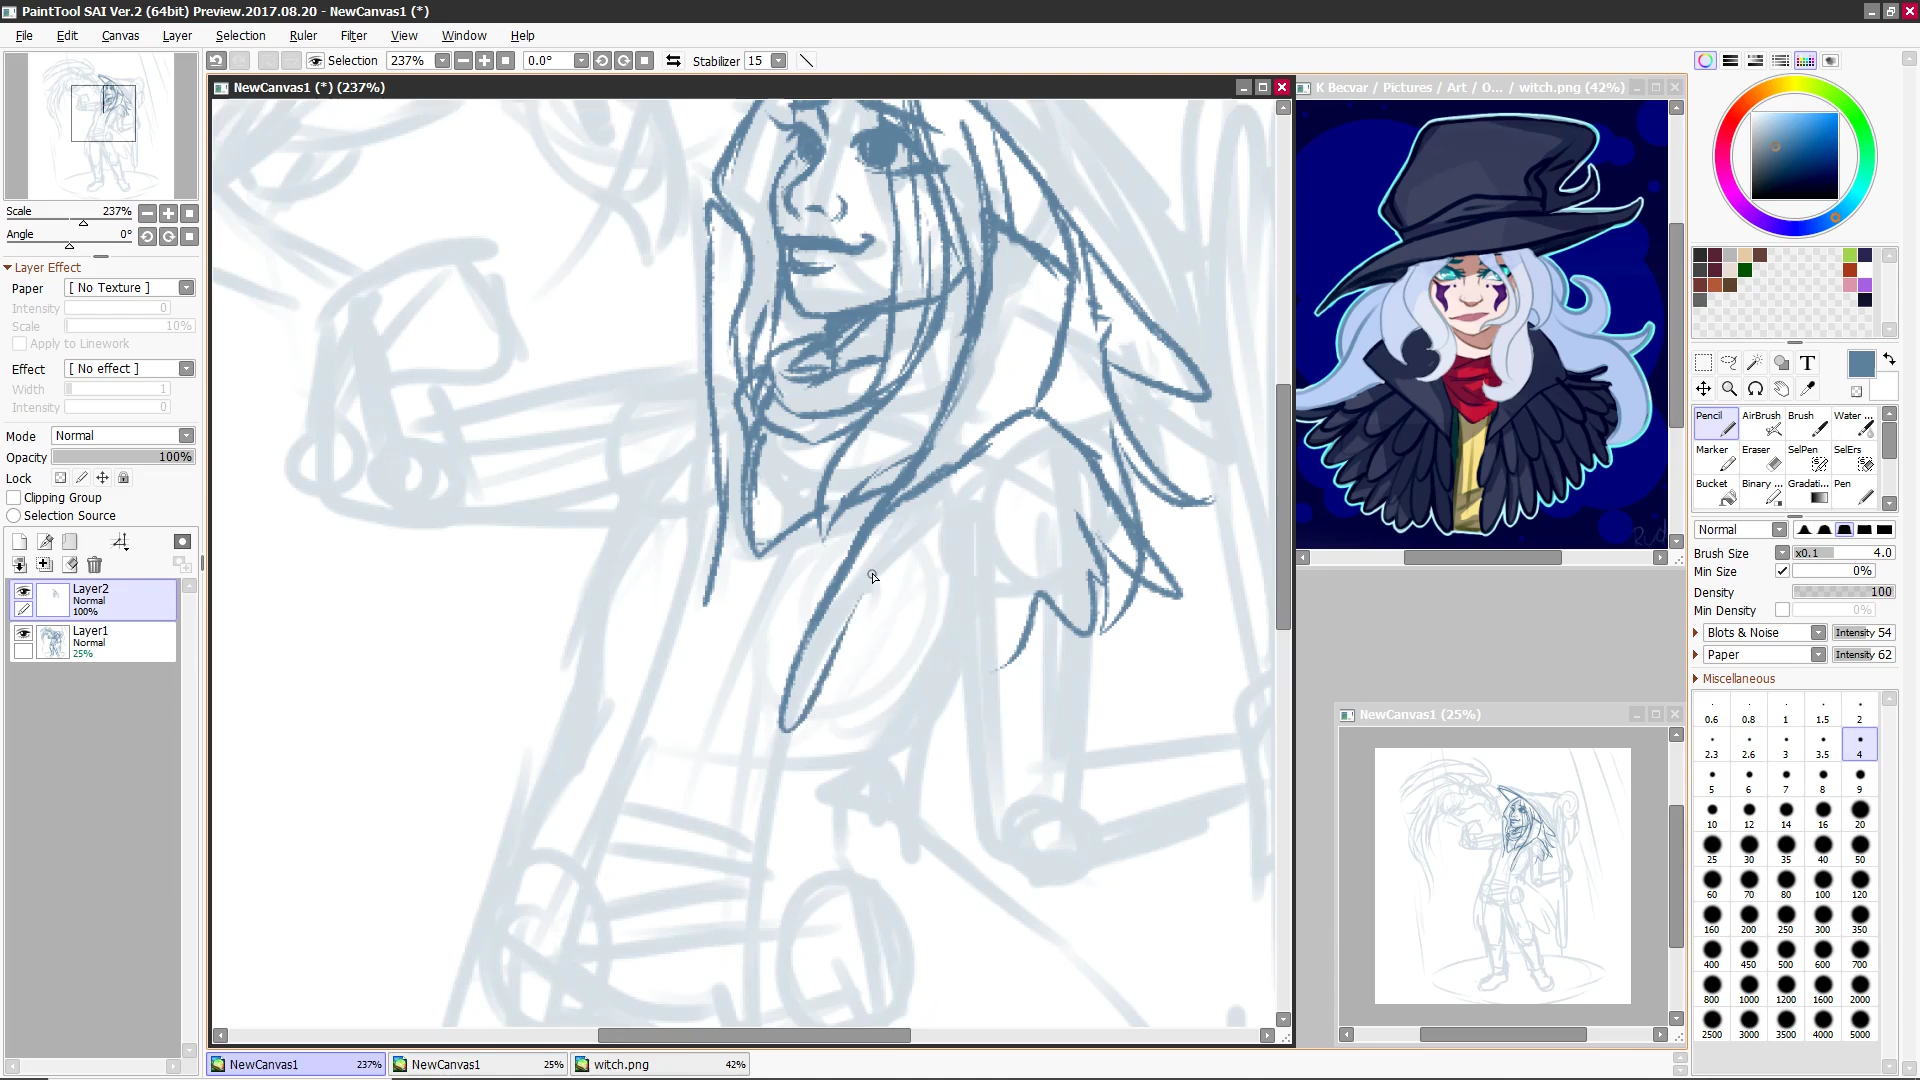 PaintTool SAI Ver.2 (64bit) Preview.2017.08.20 - NewCanvas1 (*)
File Edit Canvas Layer Selection Ruler Filter View Window Help
Selection 237% 0.0° Stabilizer 15
NewCanvas1 (*) (237%)
K Becvar / Pictures / Art / O... / witch.png (42%)
Scale 237%
Angle 0°
Layer Effect
Paper [ No Texture ]
Intensity 0
Scale 10%
Apply to Linework
Effect [ No effect ]
Width 1
Intensity 0
Mode Normal
Opacity 100%
Lock
Clipping Group
Selection Source
Layer2
Normal
100%
Layer1
Normal
25%
T
Pencil AirBrush Brush Water ...
Marker Eraser SelPen SelErs
Bucket Binary ... Gradati... Pen
Normal
Brush Size x0.1 4.0
Min Size 0%
Density 100
Min Density 0%
Blots & Noise Intensity 54
Paper Intensity 62
Miscellaneous
0.6 0.8 1 1.5 2
2.3 2.6 3 3.5 4
5 6 7 8 9
10 12 14 16 20
25 30 35 40 50
60 70 80 100 120
160 200 250 300 350
400 450 500 600 700
800 1000 1200 1600 2000
2500 3000 3500 4000 5000
NewCanvas1 (25%)
NewCanvas1 237% NewCanvas1 25% witch.png 42%